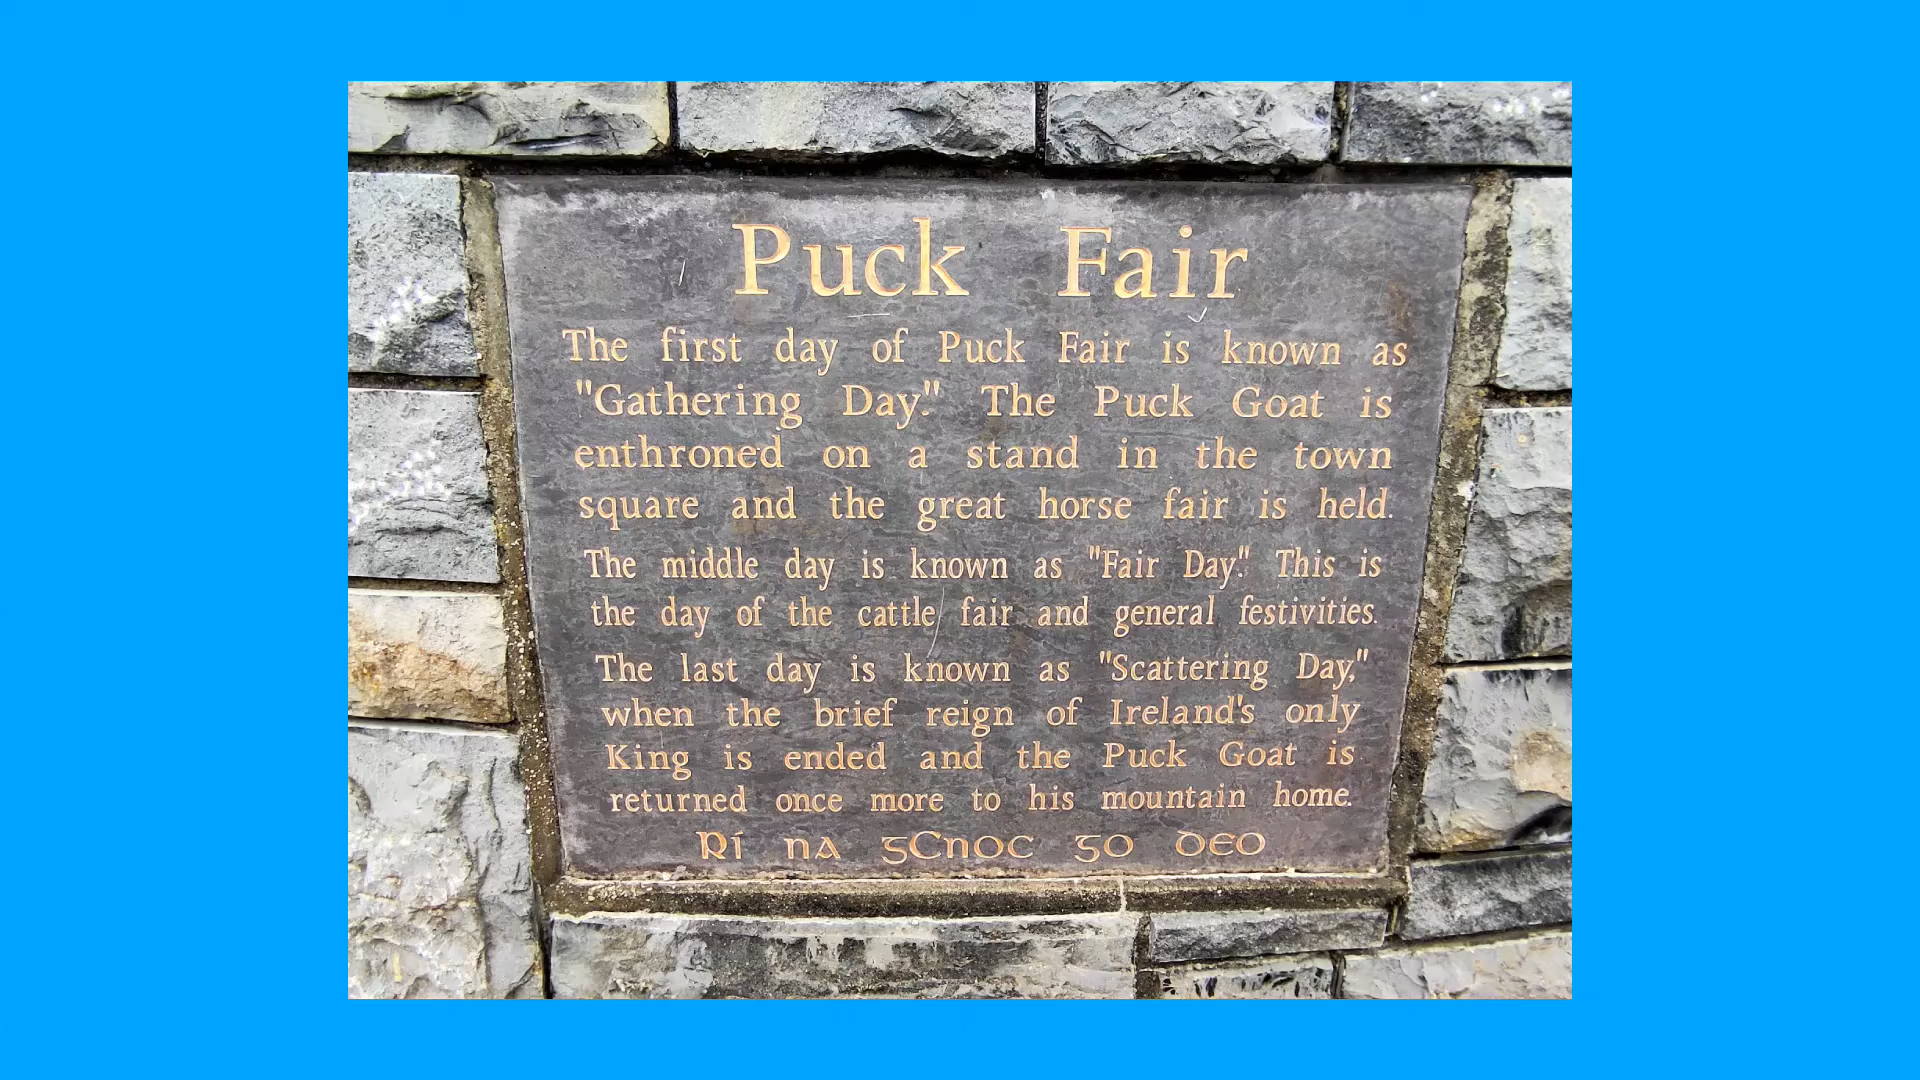 Puck Fair
The first day of Puck Fair is known as
"Gathering Day." The Puck Goat is
enthroned on a stand in the town
square and the great horse fair is held.
The middle day is known as "Fair Day." This is
the day of the cattle fair and general festivities.
The last day is known as "Scattering Day,"
when the brief reign of Ireland's only
King is ended and the Puck Goat is
returned once more to his mountain home.
Rí na gCnoc go deo